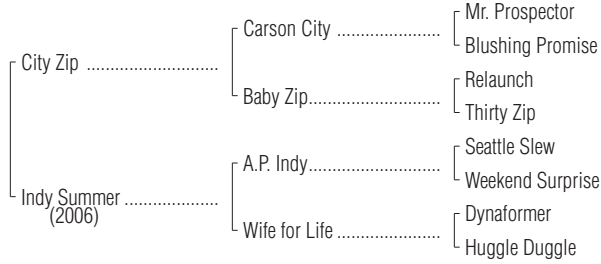 Mr. Prospector
Carson City ...........................
Blushing Promise
City Zip ..................................
Relaunch
Baby Zip...................................
Thirty Zip
Seattle Slew
A.P. Indy...................................
Weekend Surprise
Indy Summer ........................
(2006)
Dynaformer
Wife for Life ...........................
Huggle Duggle